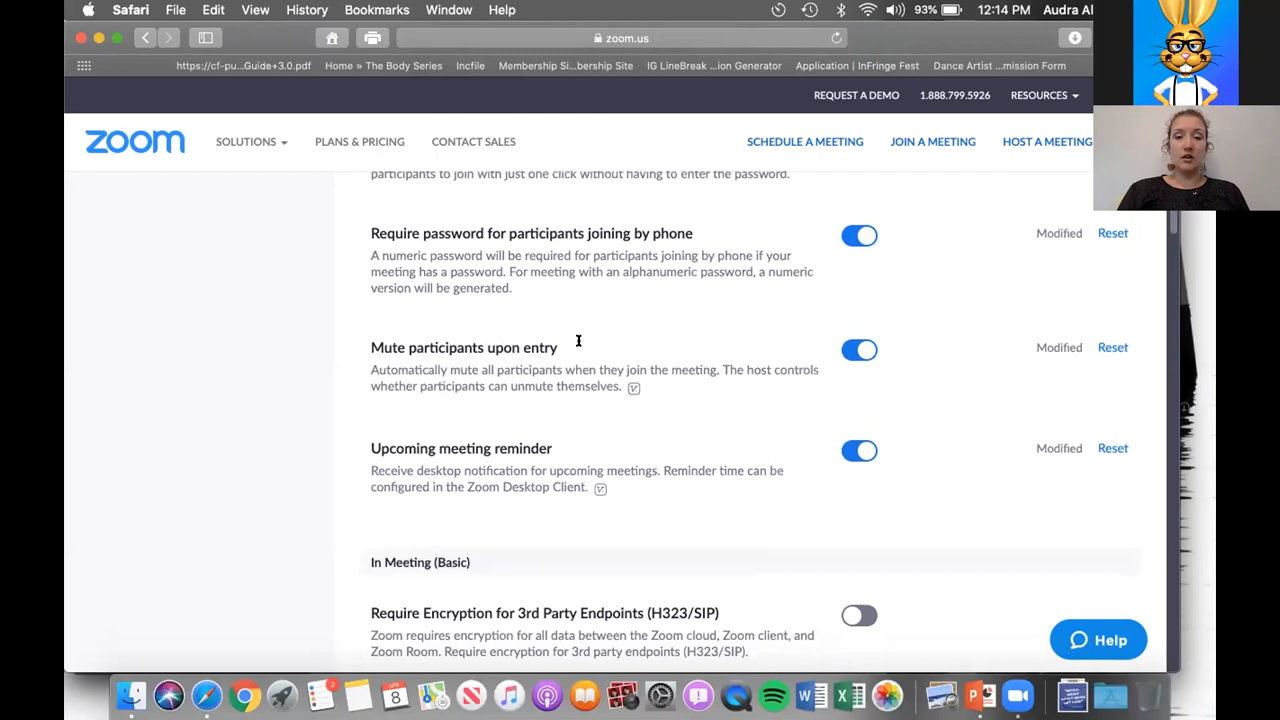 Safari File Edit View History Bookmarks Window Help 93% 12:14 PM Audra Al
zoom.us
https://cf-pu...Guide+3.0.pdf Home » The Body Series Membership Si...bership Site IG LineBreak ...ion Generator Application | InFringe Fest Dance Artist ...mission Form
REQUEST A DEMO 1.888.799.5926 RESOURCES
zoom SOLUTIONS PLANS & PRICING CONTACT SALES SCHEDULE A MEETING JOIN A MEETING HOST A MEETING
participants to join with just one click without having to enter the password.
Require password for participants joining by phone Modified Reset
A numeric password will be required for participants joining by phone if your
meeting has a password. For meeting with an alphanumeric password, a numeric
version will be generated.
Mute participants upon entry Modified Reset
Automatically mute all participants when they join the meeting. The host controls
whether participants can unmute themselves.
Upcoming meeting reminder Modified Reset
Receive desktop notification for upcoming meetings. Reminder time can be
configured in the Zoom Desktop Client.
In Meeting (Basic)
Require Encryption for 3rd Party Endpoints (H323/SIP)
Zoom requires encryption for all data between the Zoom cloud, Zoom client, and
Zoom Room. Require encryption for 3rd party endpoints (H323/SIP).
Help
2
APR
8